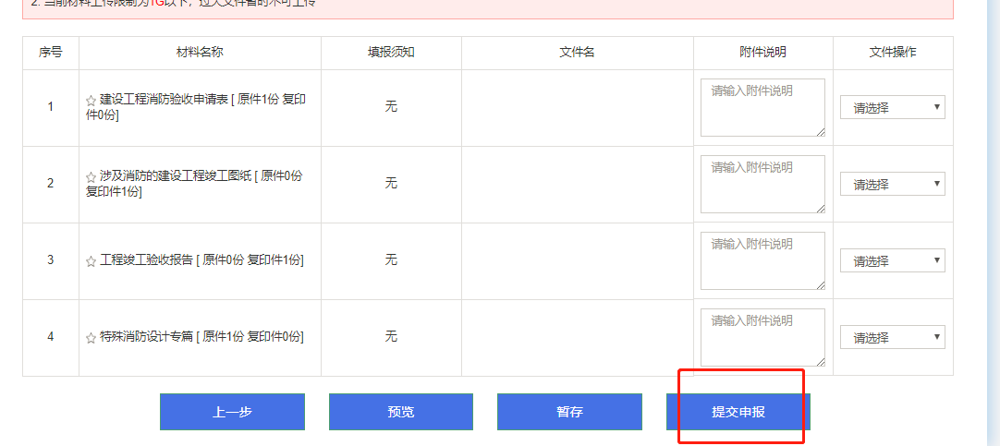 2. 当前材料上传限制为1G以下，过大文件暂时不可上传
序号 材料名称 填报须知 文件名 附件说明 文件操作
1 ☆ 建设工程消防验收申请表 [ 原件1份 复印
件0份] 无 请输入附件说明 请选择
2 ☆ 涉及消防的建设工程竣工图纸 [ 原件0份
复印件1份] 无 请输入附件说明 请选择
3 ☆ 工程竣工验收报告 [ 原件0份 复印件1份] 无 请输入附件说明 请选择
4 ☆ 特殊消防设计专篇 [ 原件1份 复印件0份] 无 请输入附件说明 请选择
上一步 预览 暂存 提交申报